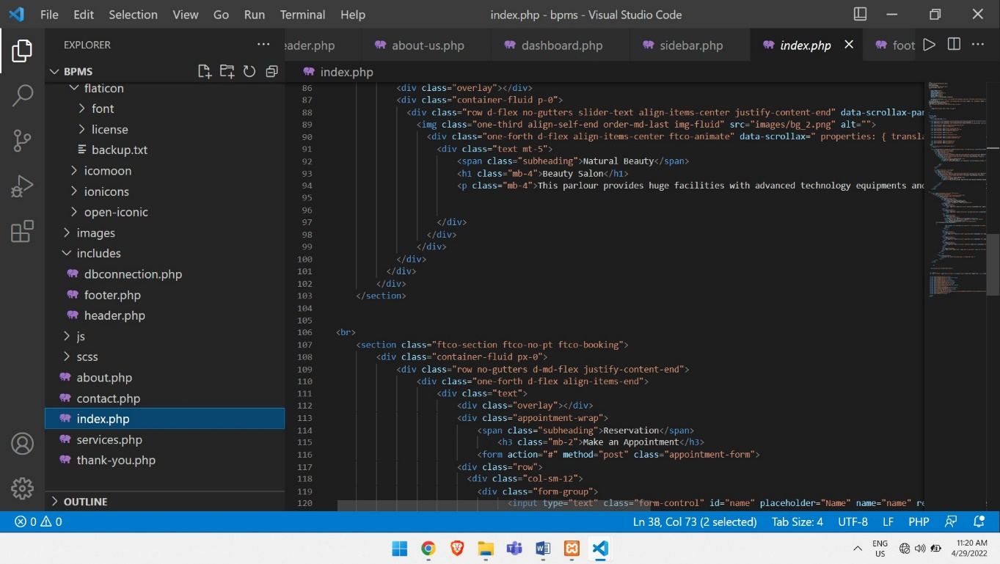 File Edit Selection View Go Run Terminal Help
index.php - bpms - Visual Studio Code
EXPLORER
BPMS
flaticon
font
license
backup.txt
icomoon
ionicons
open-iconic
images
includes
dbconnection.php
footer.php
header.php
js
scss
about.php
contact.php
index.php
services.php
thank-you.php
OUTLINE
eader.php about-us.php dashboard.php sidebar.php index.php foot
index.php
86 <div class="overlay"></div>
87 <div class="container-fluid p-0">
88 <div class="row d-flex no-gutters slider-text align-items-center justify-content-end" data-scrollax-par
89 <img class="one-third align-self-end order-md-last img-fluid" src="images/bg_2.png" alt="">
90 <div class="one-forth d-flex align-items-center ftco-animate" data-scrollax=" properties: { transla
91 <div class="text mt-5">
92 <span class="subheading">Natural Beauty</span>
93 <h1 class="mb-4">Beauty Salon</h1>
94 <p class="mb-4">This parlour provides huge facilities with advanced technology equipments and
95
96
97 </div>
98 </div>
99 </div>
100 </div>
101 </div>
102 </div>
103 </section>
104
105
106 <br>
107 <section class="ftco-section ftco-no-pt ftco-booking">
108 <div class="container-fluid px-0">
109 <div class="row no-gutters d-md-flex justify-content-end">
110 <div class="one-forth d-flex align-items-end">
111 <div class="text">
112 <div class="overlay"></div>
113 <div class="appointment-wrap">
114 <span class="subheading">Reservation</span>
115 <h3 class="mb-2">Make an Appointment</h3>
116 <form action="#" method="post" class="appointment-form">
117 <div class="row">
118 <div class="col-sm-12">
119 <div class="form-group">
120 <input type="text" class="form-control" id="name" placeholder="Name" name="name" re
0 0
Ln 38, Col 73 (2 selected) Tab Size: 4 UTF-8 LF PHP
ENG
US
11:20 AM
4/29/2022